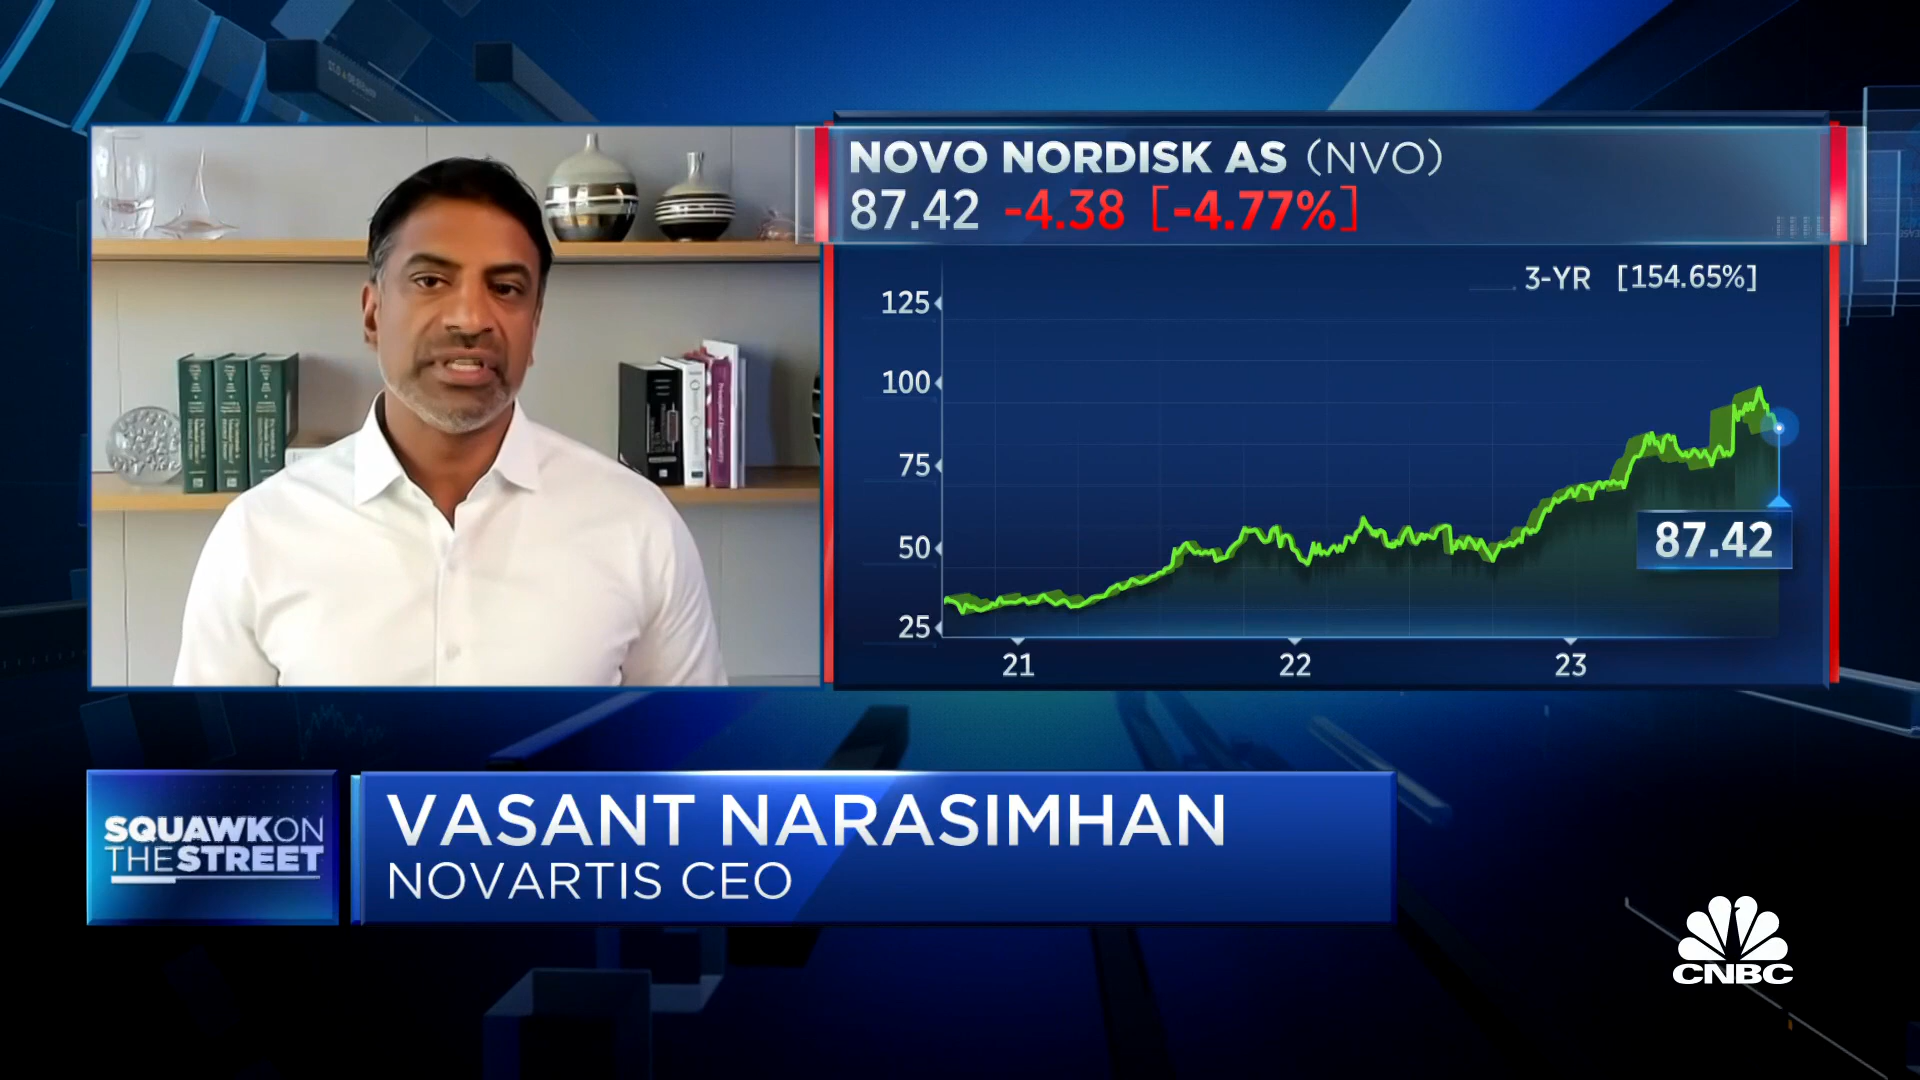 NOVO NORDISK AS (NVO)
87.42 -4.38 [-4.77%]
3-YR [154.65%]
125
100
75
50
25
87.42
21
22
23
SQUAWK ON
THE STREET
VASANT NARASIMHAN
NOVARTIS CEO
CNBC